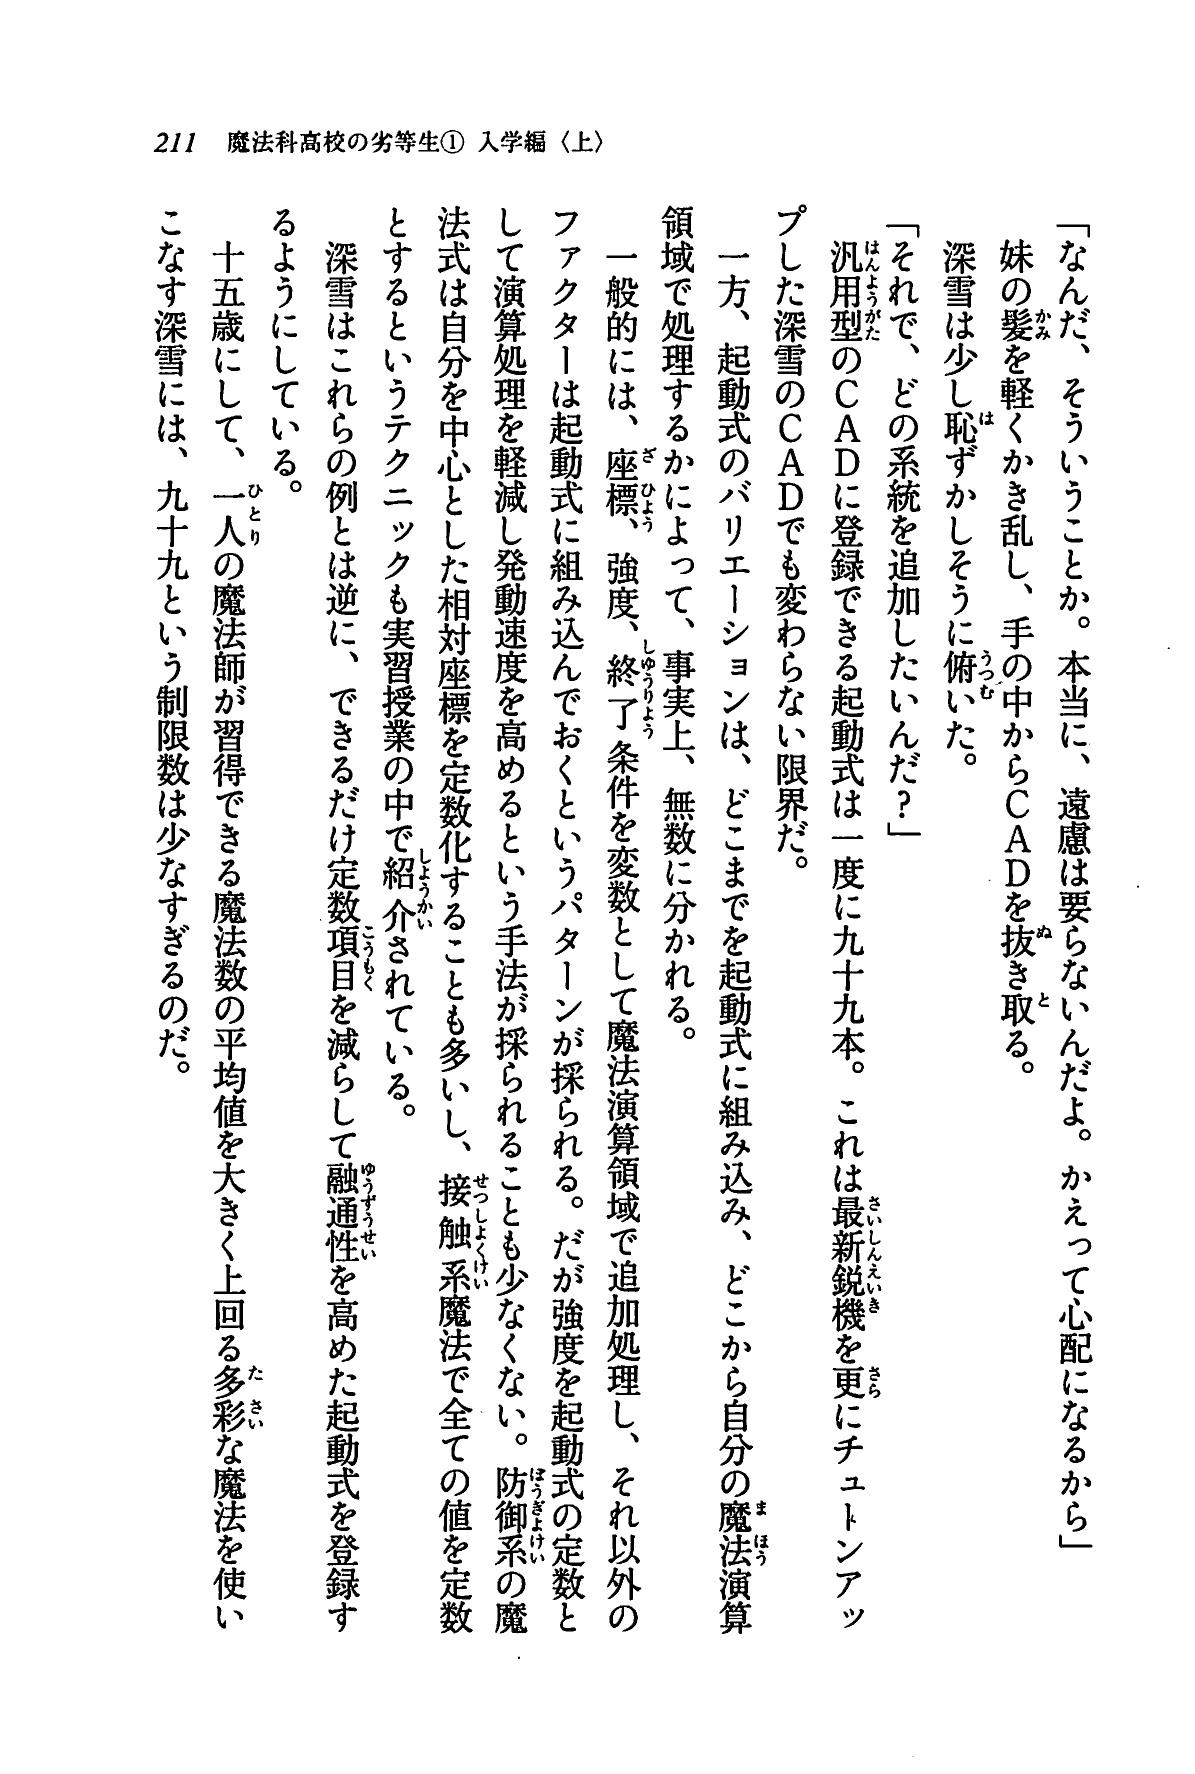 211 魔法科高校の劣等生① 入学編〈上〉
「なんだ、そういうことか。本当に、遠慮は要らないんだよ。かえって心配になるから」
妹の髪を軽くかき乱し、手の中からＣＡＤを抜き取る。
深雪は少し恥ずかしそうに俯いた。
「それで、どの系統を追加したいんだ？」
汎用型のＣＡＤに登録できる起動式は一度に九十九本。これは最新鋭機を更にチュトンアッ
プした深雪のＣＡＤでも変わらない限界だ。
一方、起動式のバリエーションは、どこまでを起動式に組み込み、どこから自分の魔法演算
領域で処理するかによって、事実上、無数に分かれる。
一般的には、座標、強度、終了条件を変数として魔法演算領域で追加処理し、それ以外の
ファクターは起動式に組み込んでおくというパターンが採られる。だが強度を起動式の定数と
して演算処理を軽減し発動速度を高めるという手法が採られることも少なくない。防御系の魔
法式は自分を中心とした相対座標を定数化することも多いし、接触系魔法で全ての値を定数
とするというテクニックも実習授業の中で紹介されている。
深雪はこれらの例とは逆に、できるだけ定数項目を減らして融通性を高めた起動式を登録す
るようにしている。
十五歳にして、一人の魔法師が習得できる魔法数の平均値を大きく上回る多彩な魔法を使い
こなす深雪には、九十九という制限数は少なすぎるのだ。